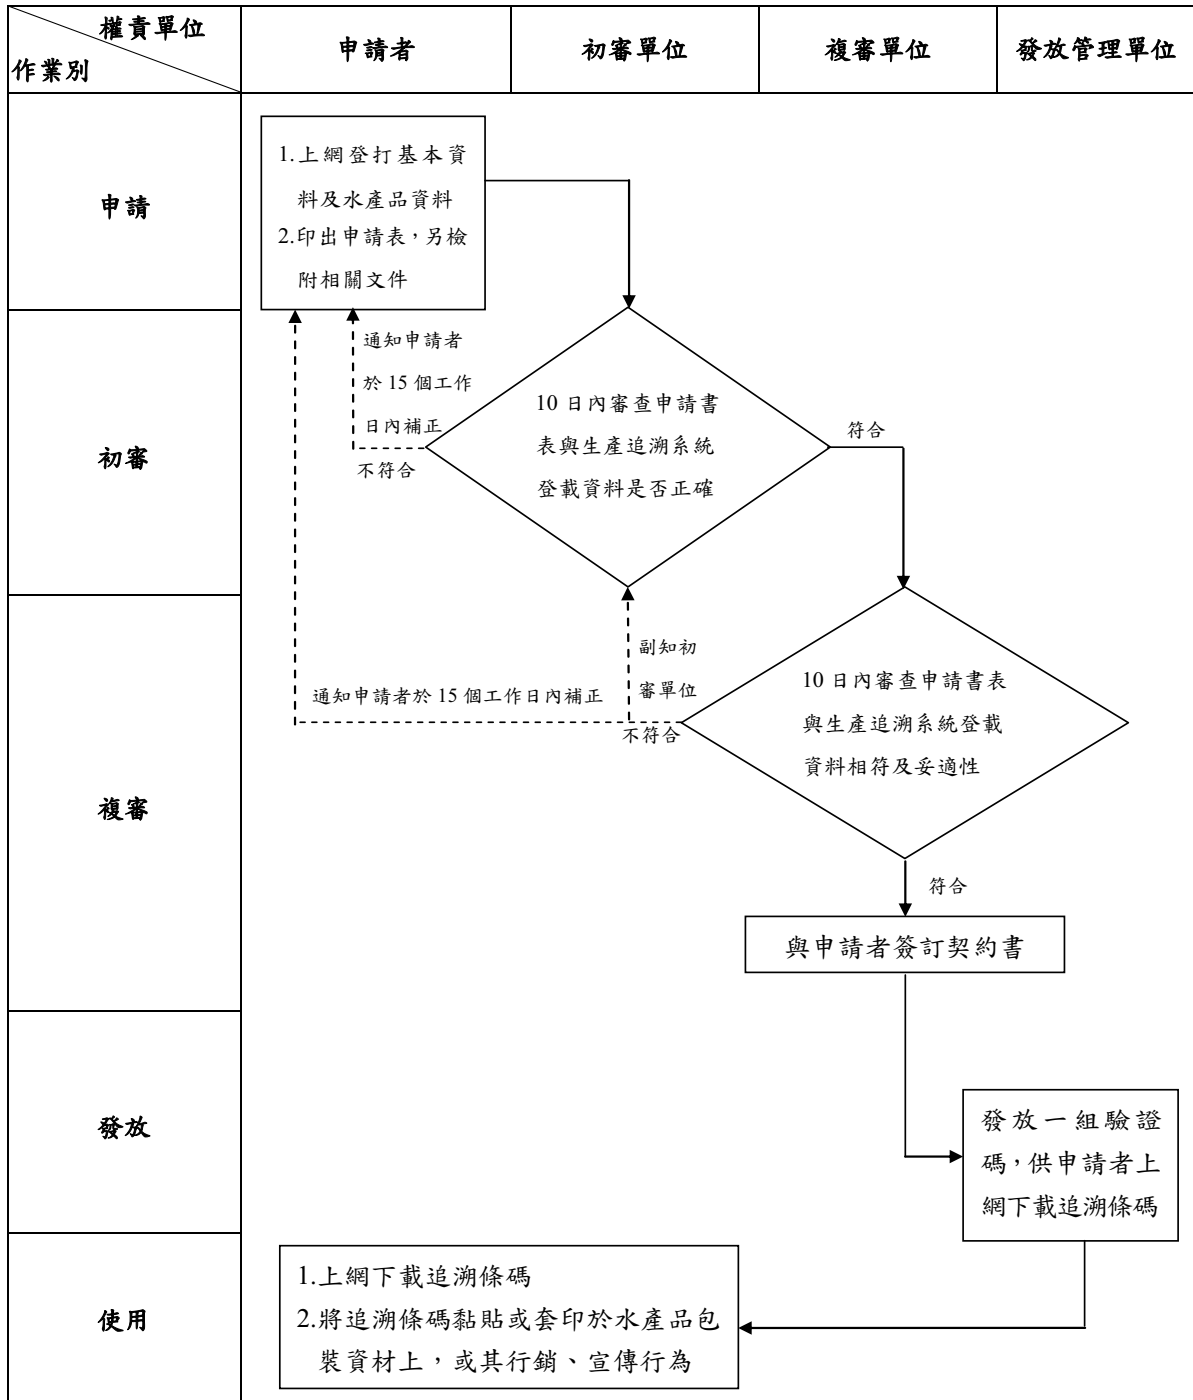 權責單位
作業別
申請者
初審單位
複審單位
發放管理單位
申請
1.上網登打基本資
料及水產品資料
2.印出申請表，另檢
附相關文件
初審
通知申請者
於 15 個工作
日內補正
不符合
10 日內審查申請書
表與生產追溯系統
登載資料是否正確
符合
複審
副知初
審單位
通知申請者於 15 個工作日內補正
不符合
10 日內審查申請書表
與生產追溯系統登載
資料相符及妥適性
符合
與申請者簽訂契約書
發放
發放一組驗證
碼，供申請者上
網下載追溯條碼
使用
1.上網下載追溯條碼
2.將追溯條碼黏貼或套印於水產品包
裝資材上，或其行銷、宣傳行為